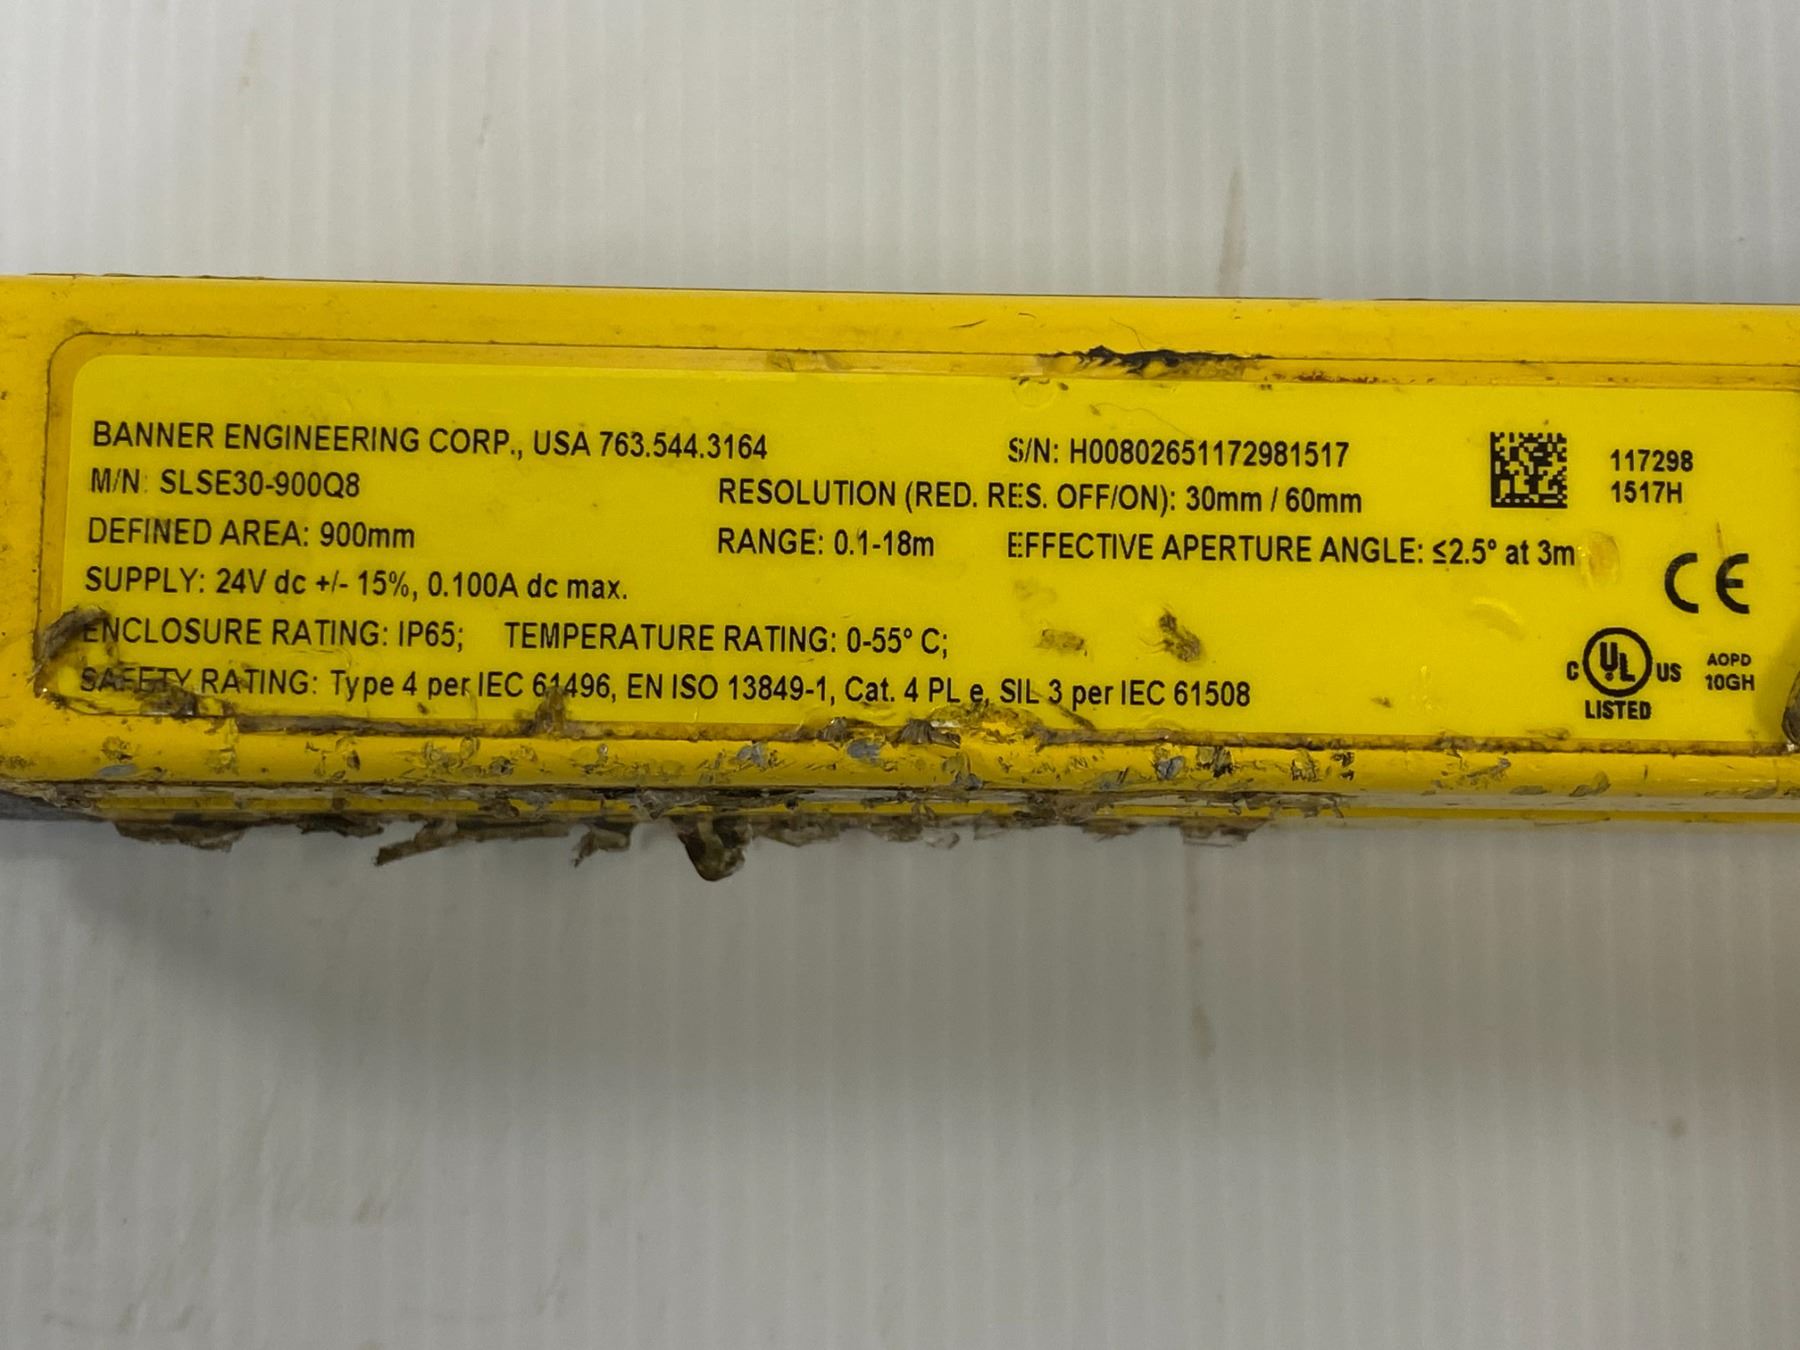 BANNER ENGINEERING CORP., USA 763.544.3164
S/N: H00802651172981517
M/N: SLSE30-900Q8
RESOLUTION (RED. RES. OFF/ON): 30mm / 60mm
DEFINED AREA: 900mm
RANGE: 0.1-18m
EFFECTIVE APERTURE ANGLE: ≤2.5° at 3m
SUPPLY: 24V dc +/- 15%, 0.100A dc max.
ENCLOSURE RATING: IP65; TEMPERATURE RATING: 0-55° C;
SAFETY RATING: Type 4 per IEC 61496, EN ISO 13849-1, Cat. 4 PL e, SIL 3 per IEC 61508
117298
1517H
CE
C UL US
LISTED
AOPD
10GH